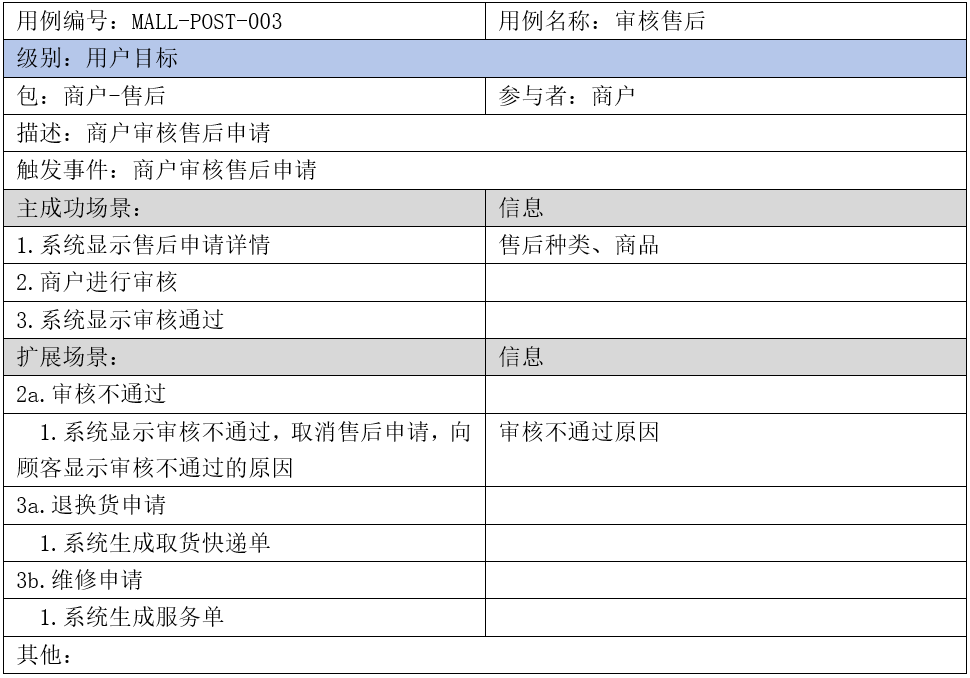 用例编号：MALL-POST-003
用例名称：审核售后
级别：用户目标
包：商户-售后
参与者：商户
描述：商户审核售后申请
触发事件：商户审核售后申请
主成功场景：
信息
1.系统显示售后申请详情
售后种类、商品
2.商户进行审核
3.系统显示审核通过
扩展场景：
信息
2a.审核不通过
1.系统显示审核不通过，取消售后申请，向
顾客显示审核不通过的原因
审核不通过原因
3a.退换货申请
1.系统生成取货快递单
3b.维修申请
1.系统生成服务单
其他：